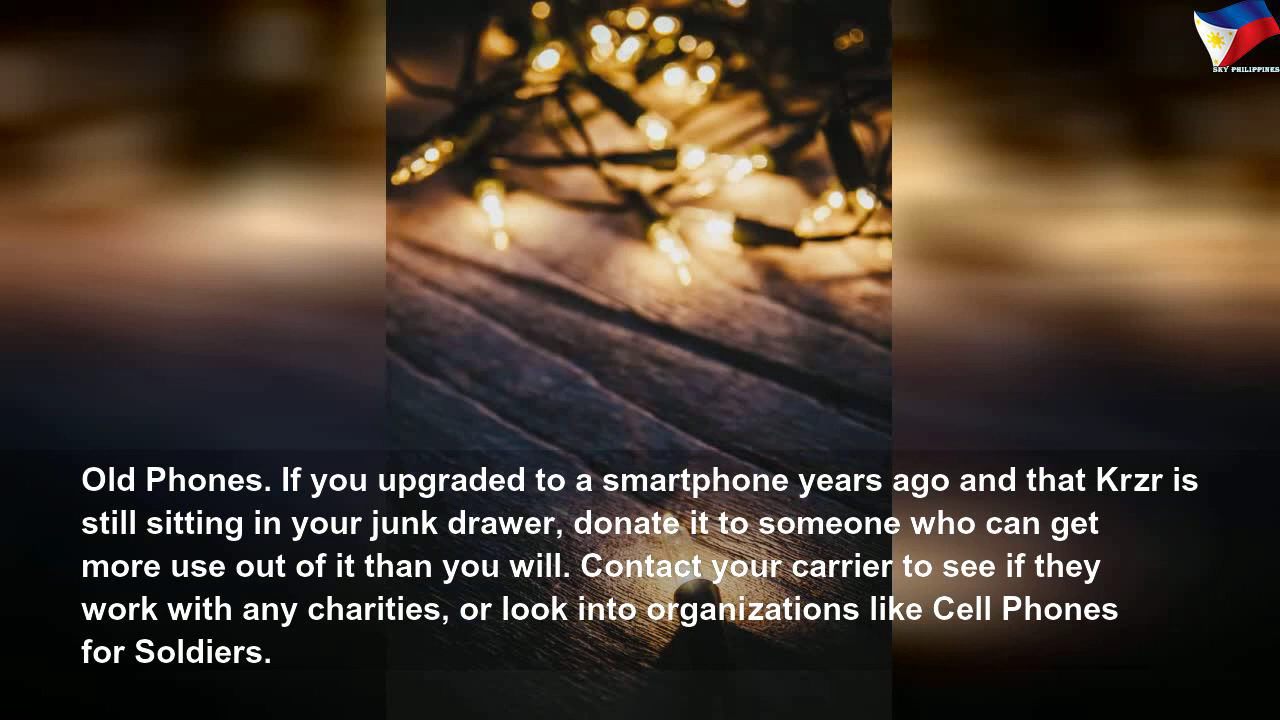 SKY PHILIPPINES
Old Phones. If you upgraded to a smartphone years ago and that Krzr is
still sitting in your junk drawer, donate it to someone who can get
more use out of it than you will. Contact your carrier to see if they
work with any charities, or look into organizations like Cell Phones
for Soldiers.